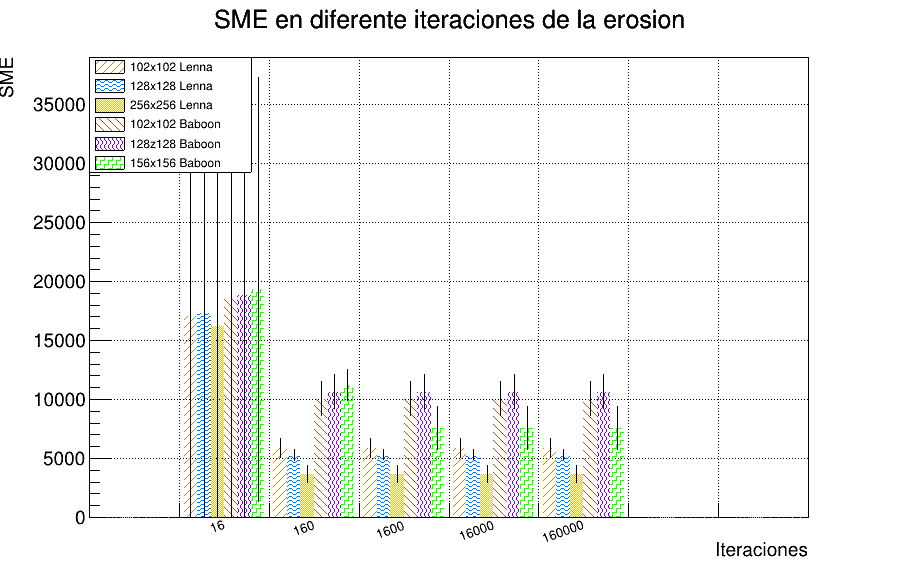 SME en diferente iteraciones de la erosion
SME
102x102 Lenna
128x128 Lenna
256x256 Lenna
102x102 Baboon
128z128 Baboon
156x156 Baboon
35000
30000
25000
20000
15000
10000
5000
0
16
160
1600
16000
160000
Iteraciones